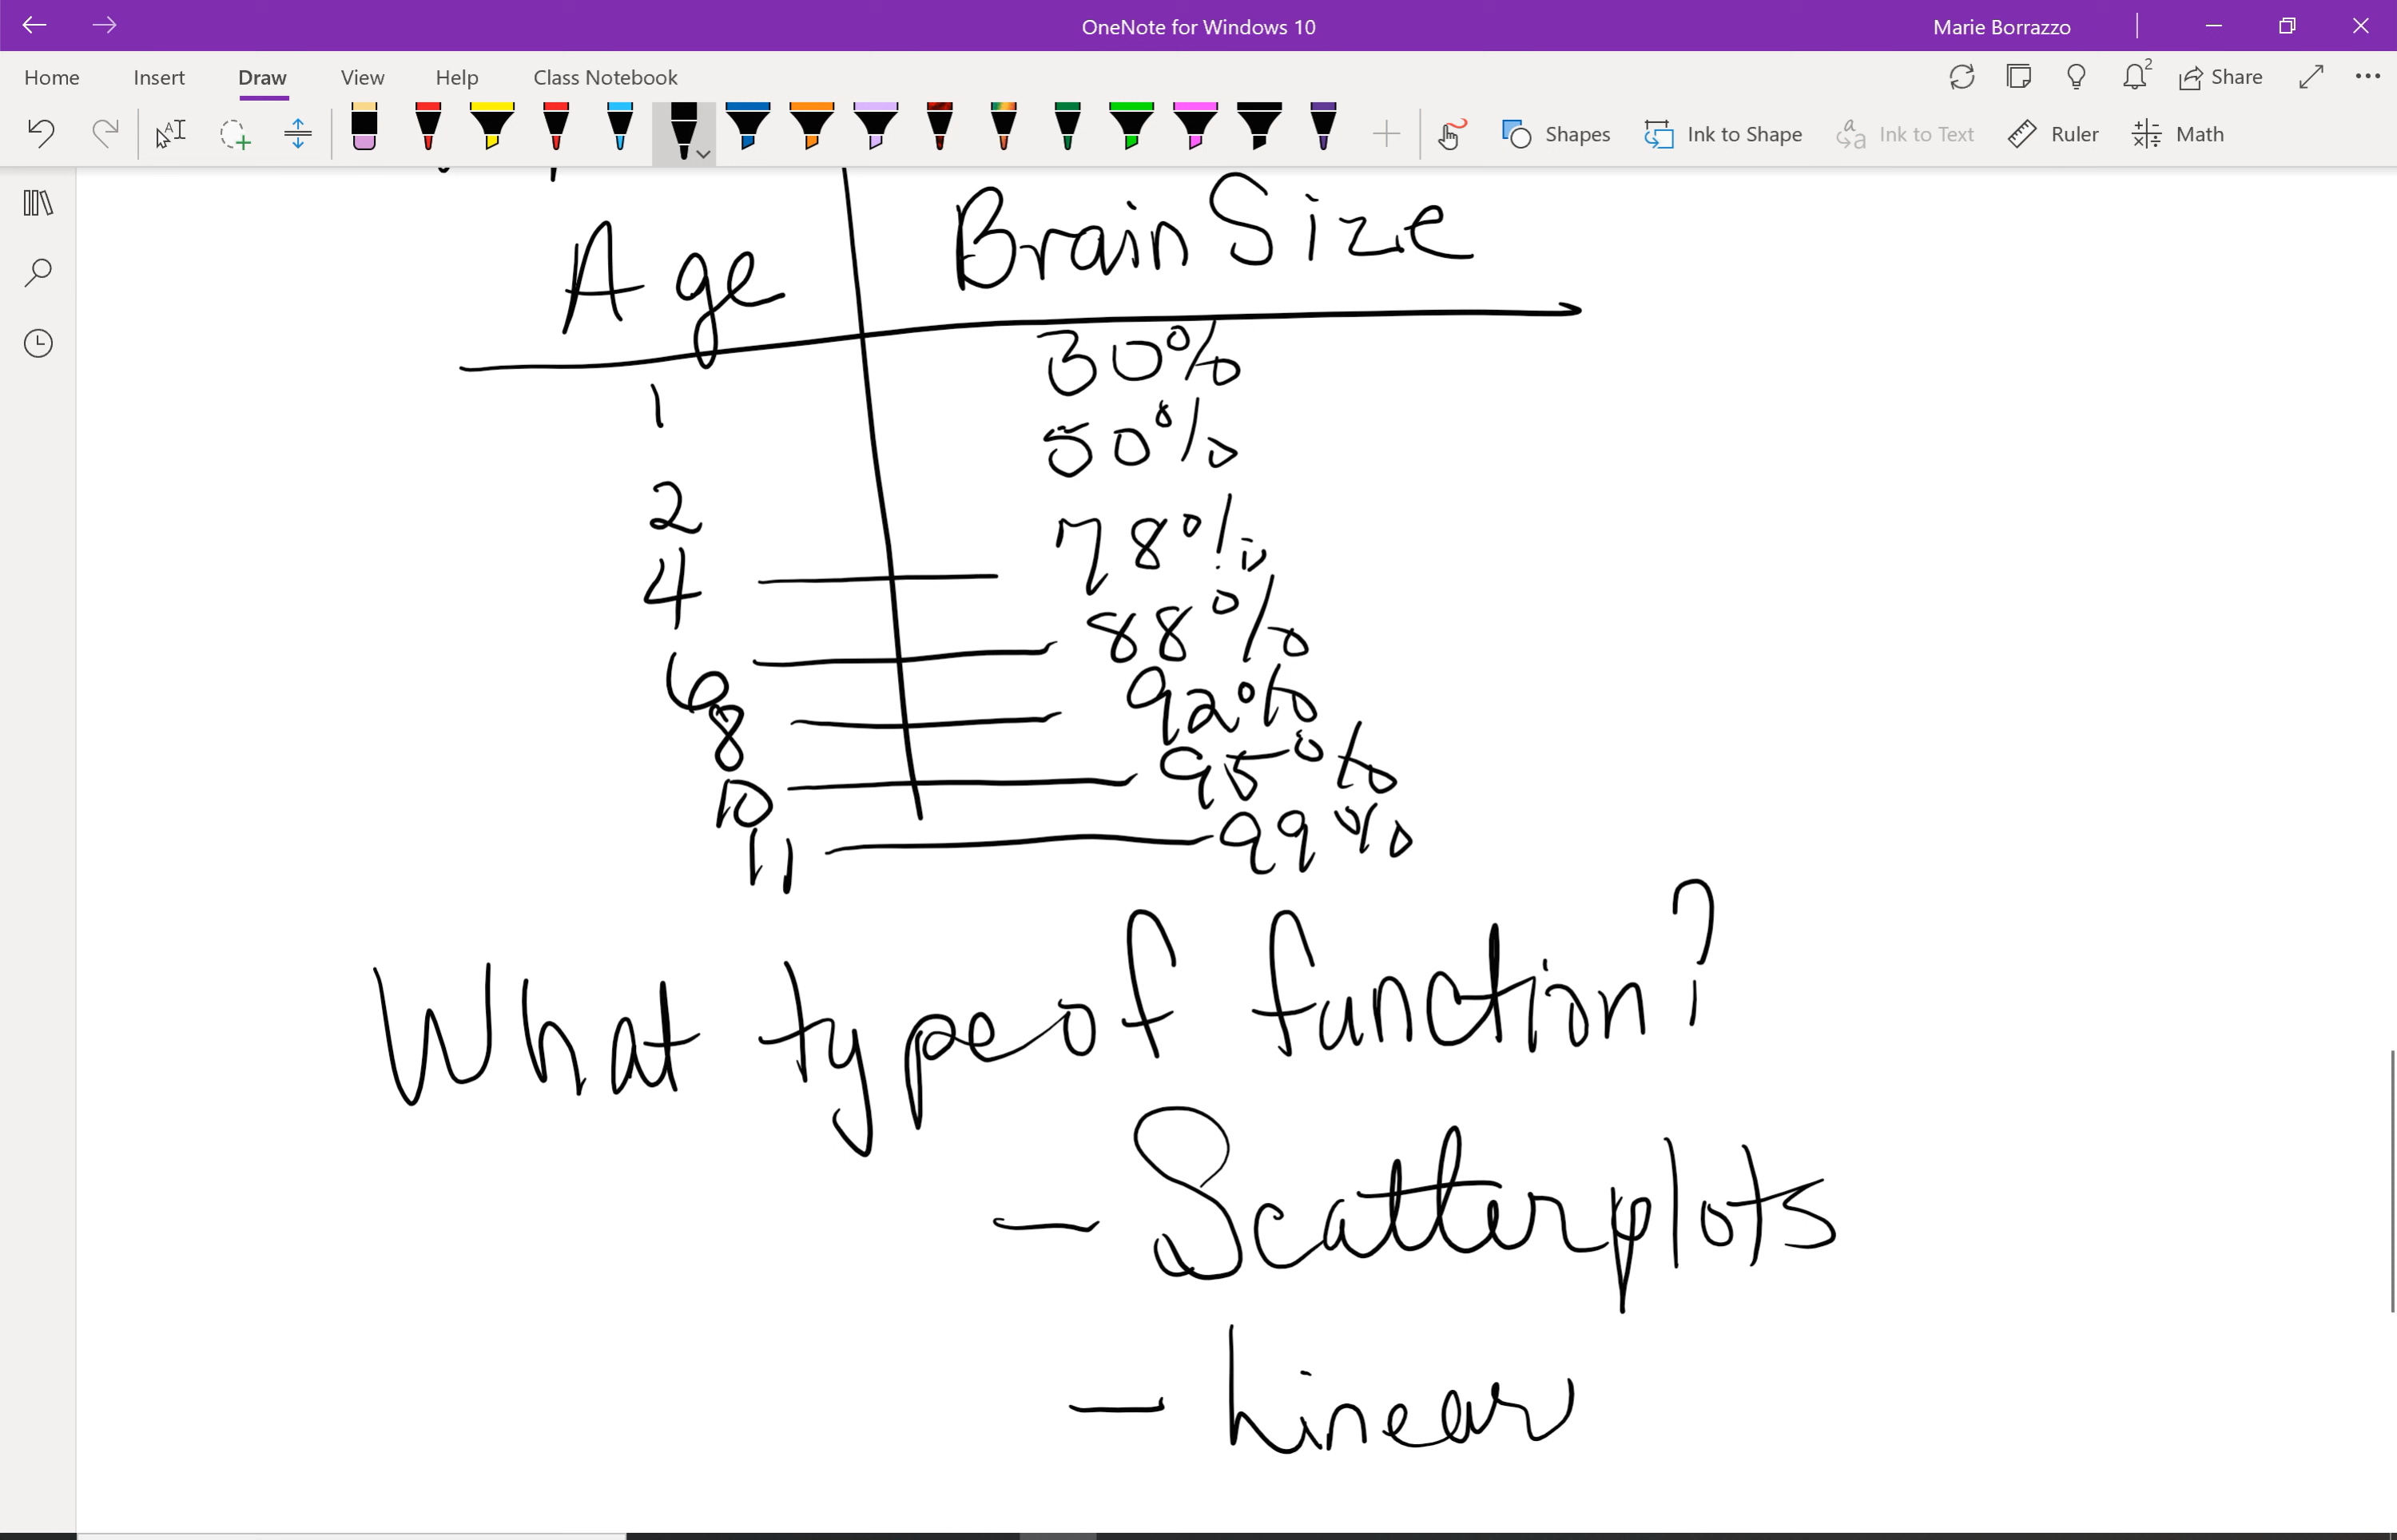 OneNote for Windows 10
Marie Borrazzo
Home Insert Draw View Help Class Notebook
2 Share
Shapes Ink to Shape Ink to Text Ruler Math
Age Brain Size
1 30%
2 50%
4 78%
6 88%
8 92%
10 95%
11 99%
What type of function?
- Scatterplots
- Linear